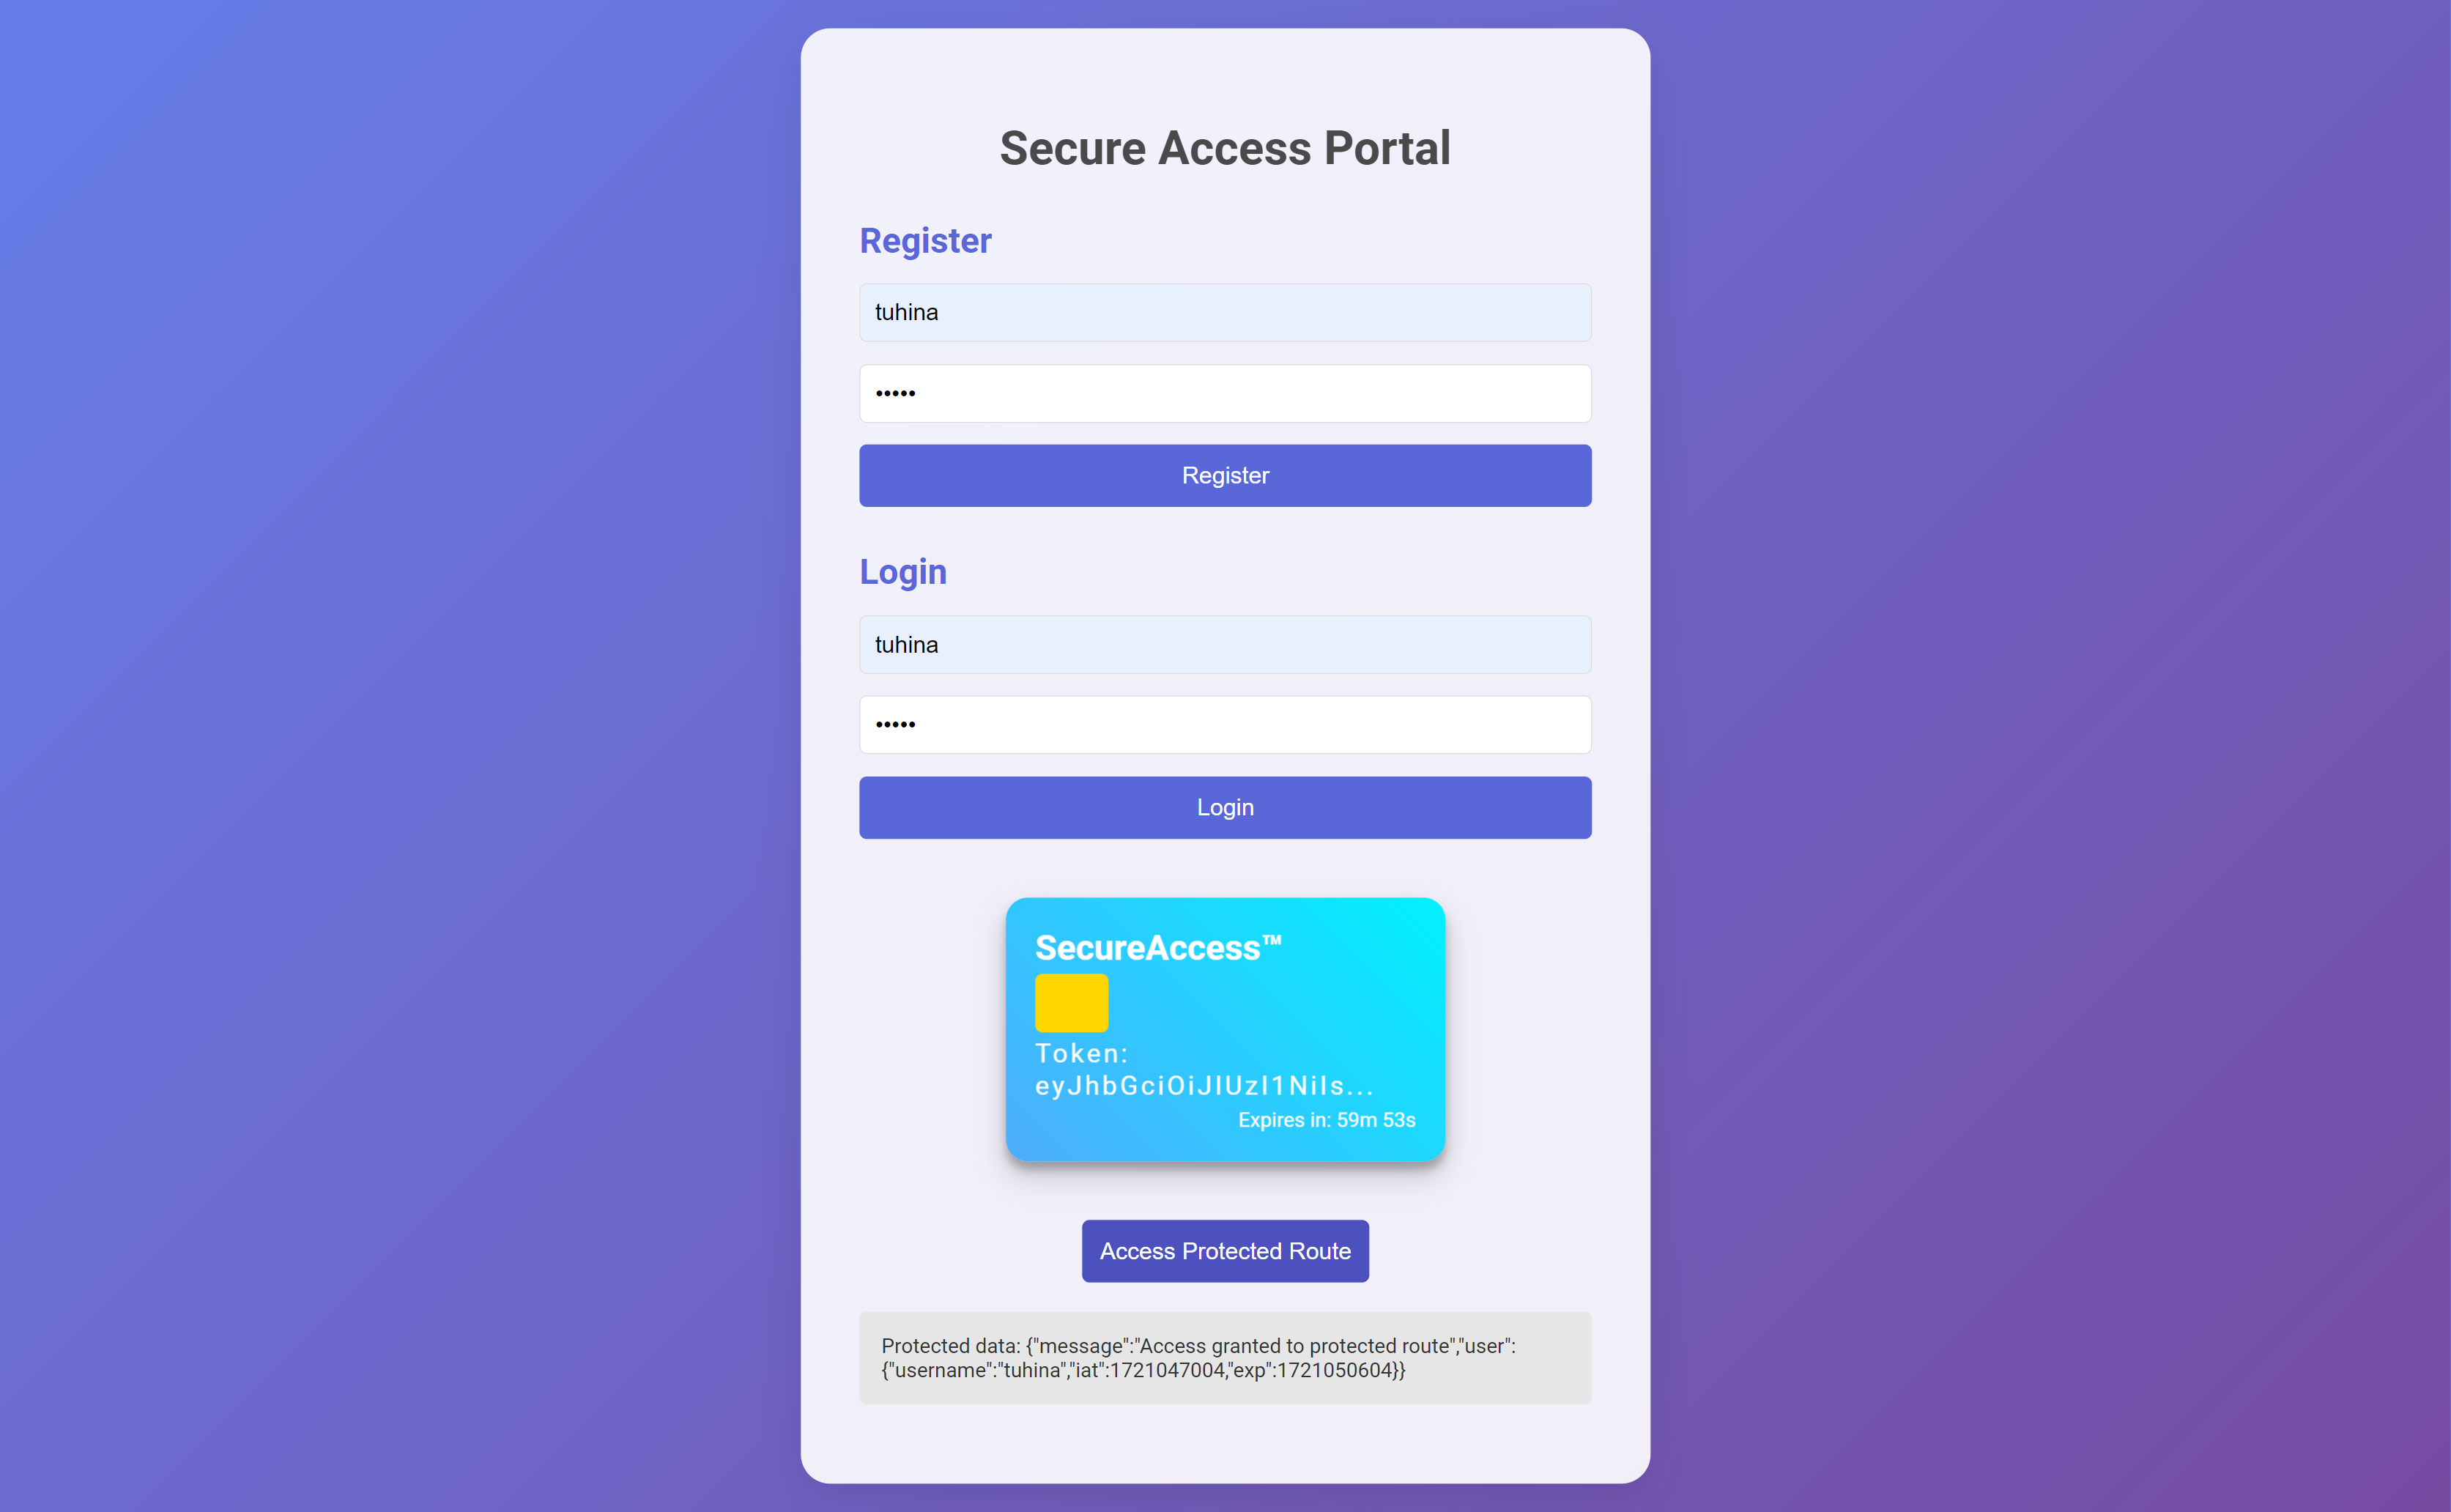 Secure Access Portal
Register
tuhina
•••••
Register
Login
tuhina
•••••
Login
SecureAccess™
Token:
eyJhbGciOiJIUzI1NiIs...
Expires in: 59m 53s
Access Protected Route
Protected data: {"message":"Access granted to protected route","user":
{"username":"tuhina","iat":1721047004,"exp":1721050604}}